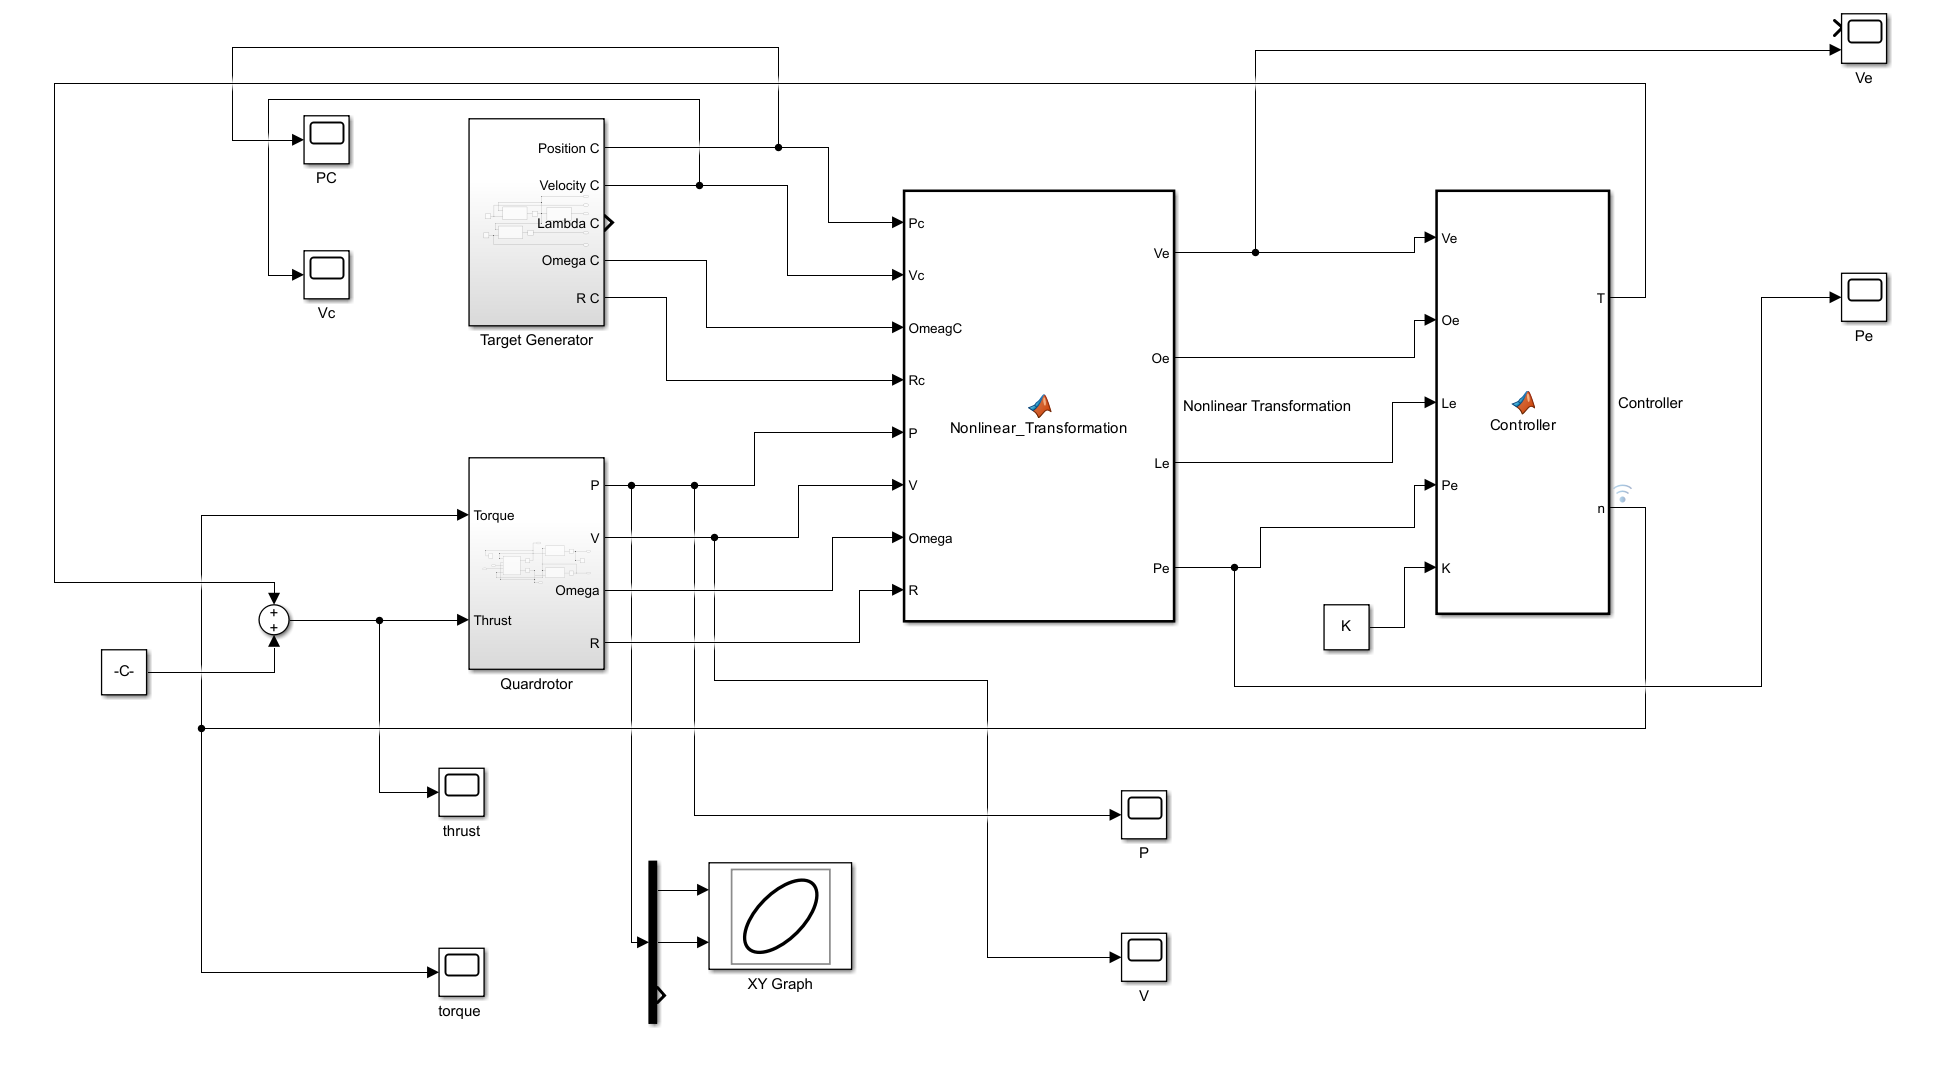 Ve
PC
Vc
Position C
Velocity C
Lambda C
Omega C
R C
Target Generator
Pc
Vc
OmeagC
Rc
P
V
Omega
R
Nonlinear_Transformation
Ve
Oe
Le
Pe
Nonlinear Transformation
Ve
Oe
Le
Pe
K
Controller
T
n
Controller
Pe
K
Torque
Thrust
P
V
Omega
R
Quardrotor
+
+
-C-
thrust
torque
XY Graph
P
V